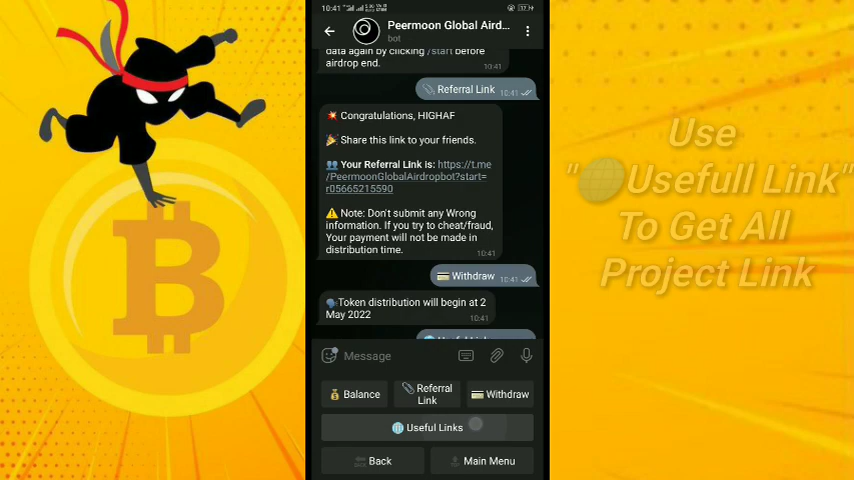 10:41
Peermoon Global Aird...
bot
data again by clicking /start before
airdrop end.
10:41
Referral Link 10:41
Congratulations, HIGHAF
Share this link to your friends.
Your Referral Link is: https://t.me
/PeermoonGlobalAirdropbot?start=
r05665215590
Note: Don't submit any Wrong
information. If you try to cheat/fraud,
Your payment will not be made in
distribution time.
10:41
Withdraw 10:41
Token distribution will begin at 2
May 2022
10:41
Message
Balance
Referral
Link
Withdraw
Useful Links
Back
Main Menu
Use
"Usefull Link"
To Get All
Project Link